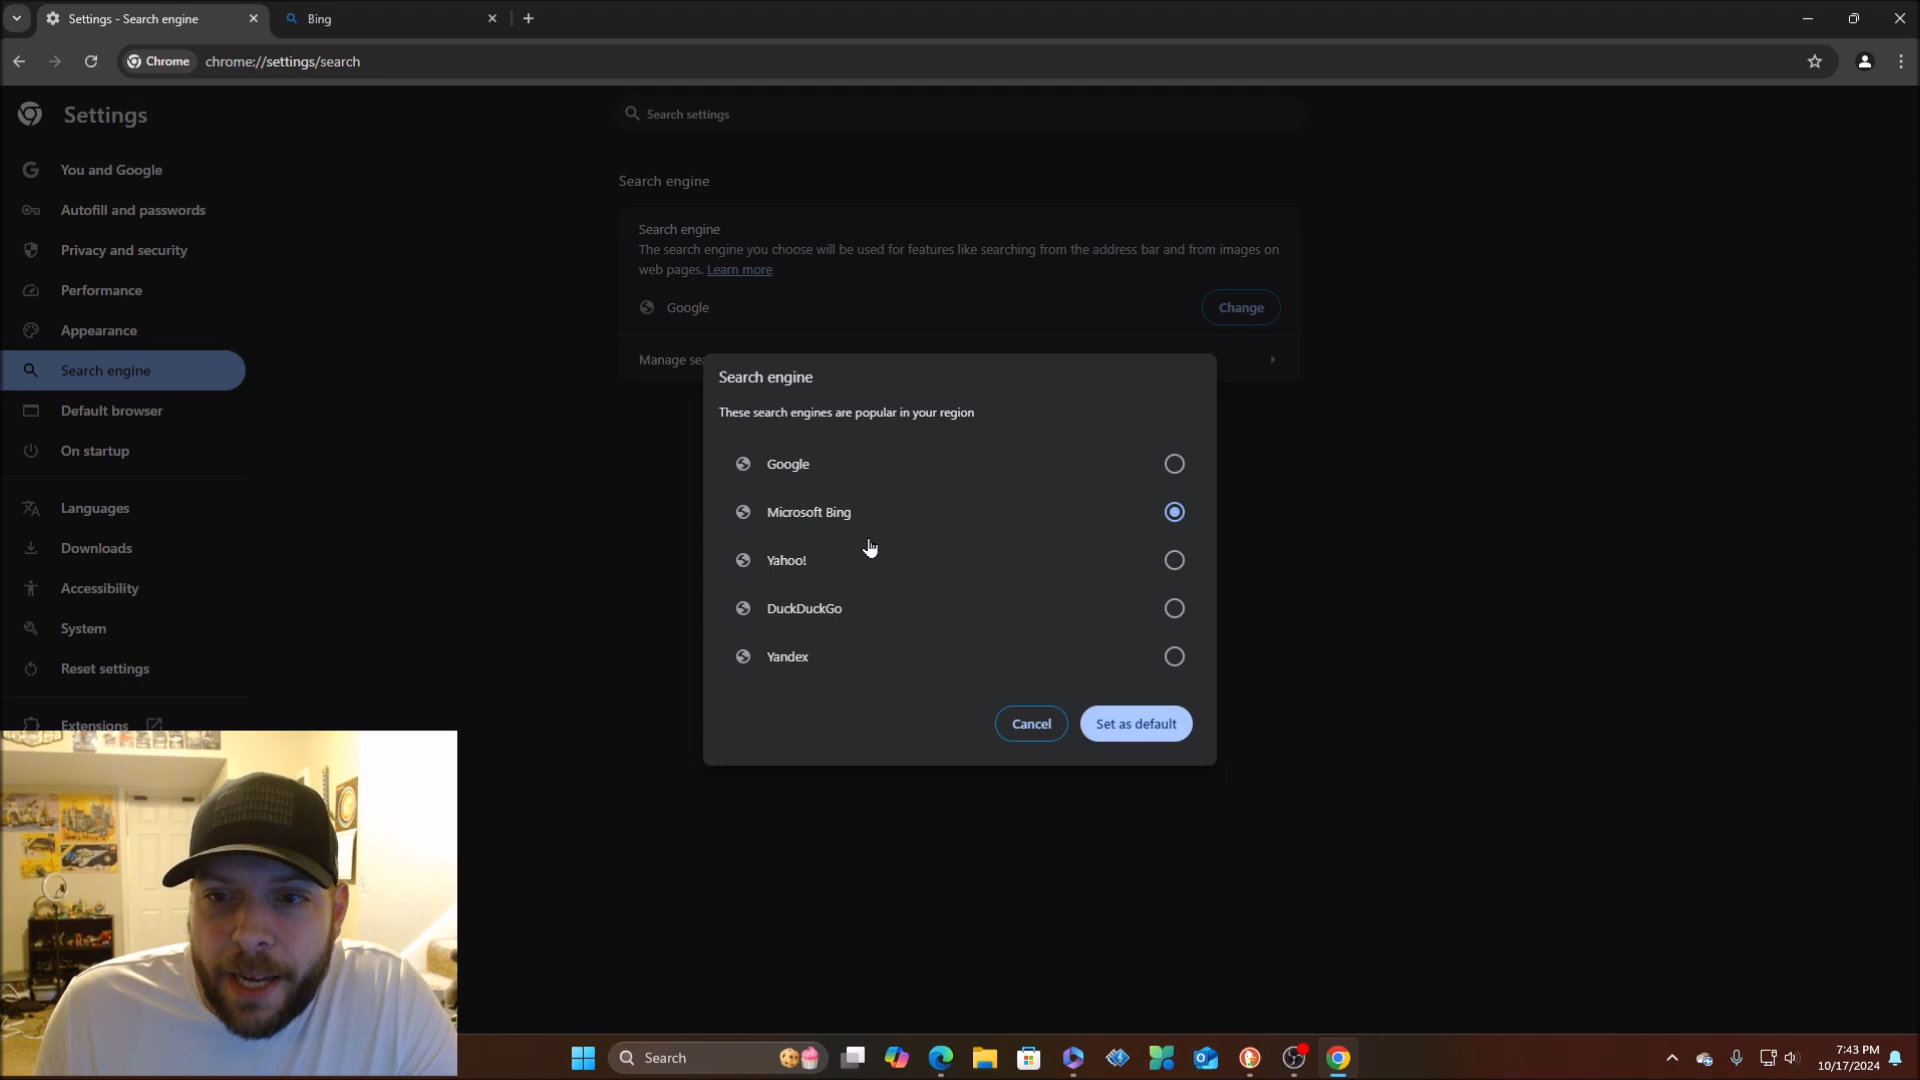 Settings - Search engine
Bing
Chrome
chrome://settings/search
Settings
Search settings
You and Google
Autofill and passwords
Privacy and security
Performance
Appearance
Search engine
Default browser
On startup
Languages
Downloads
Accessibility
System
Reset settings
Extensions
Search engine
Search engine
The search engine you choose will be used for features like searching from the address bar and from images on
web pages. Learn more
Google
Change
Manage sea
Search engine
These search engines are popular in your region
Google
Microsoft Bing
Yahoo!
DuckDuckGo
Yandex
Cancel
Set as default
Search
7:43 PM
10/17/2024